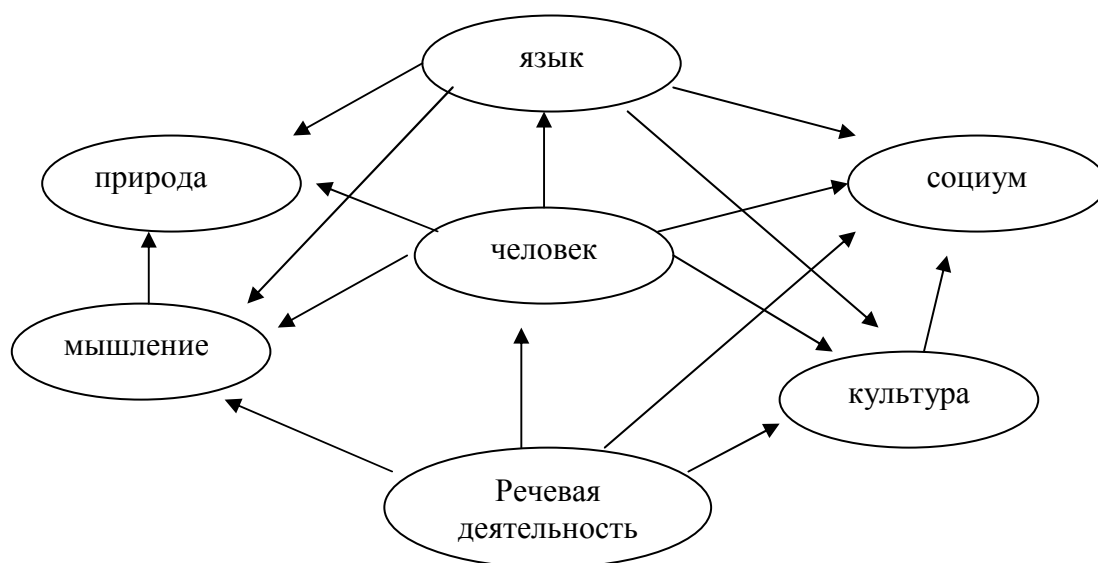 язык
природа
социум
человек
мышление
культура
Речевая
деятельность